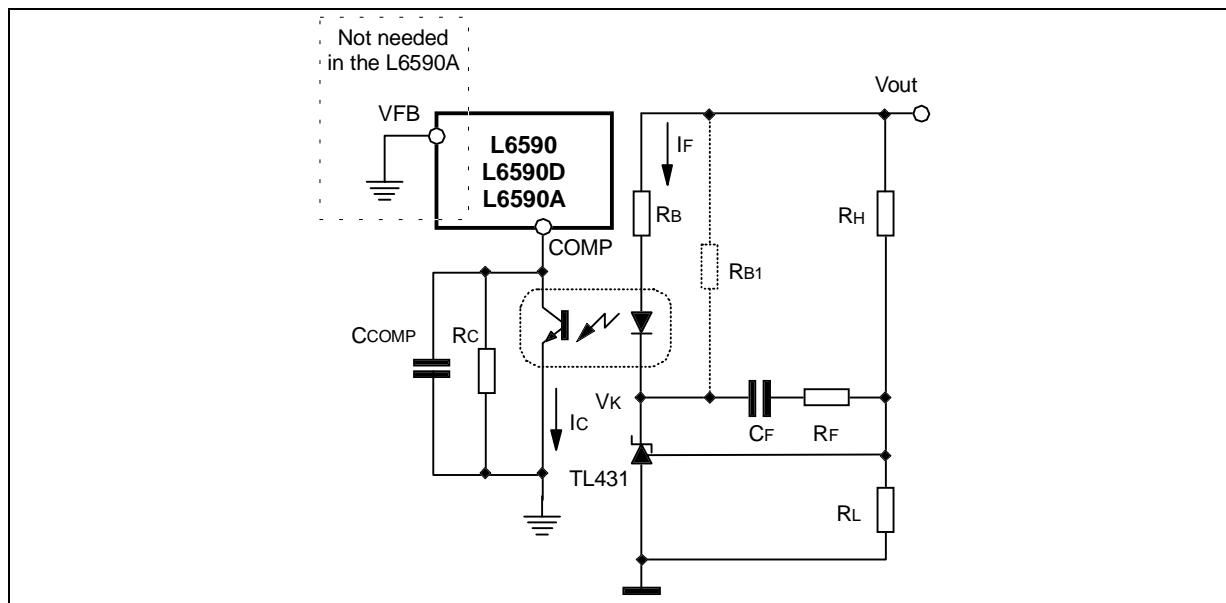 Not needed
in the L6590A
Vout
VFB
L6590
L6590D
L6590A
IF
RB
RH
COMP
RB1
CCOMP
RC
VK
IC
CF
RF
TL431
RL